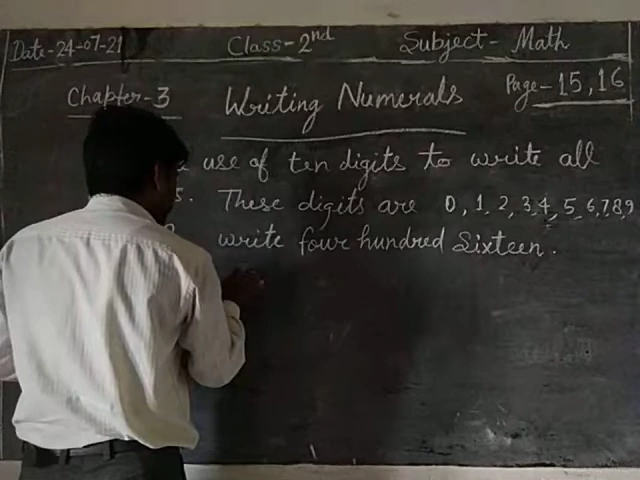 Date-24-07-21 Class-2nd Subject- Math
Chapter-3 Writing Numerals Page-15,16
use of ten digits to write all
These digits are 0, 1, 2, 3, 4, 5, 6, 7, 8, 9
write four hundred Sixteen.